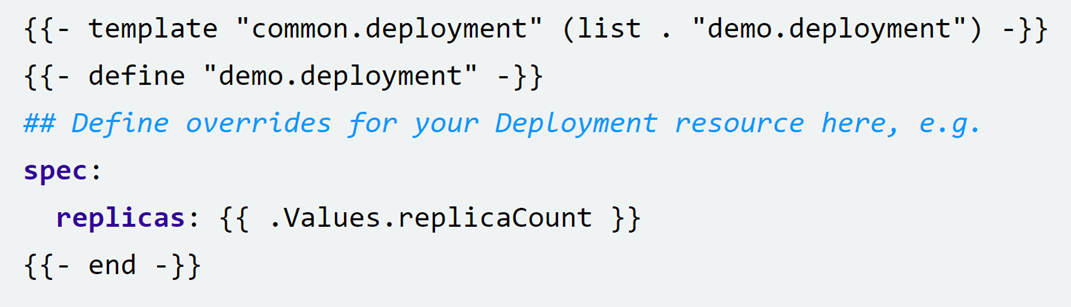 {{- template "common.deployment" (list . "demo.deployment") -}}
{{- define "demo.deployment" -}}
## Define overrides for your Deployment resource here, e.g.
spec:
  replicas: {{ .Values.replicaCount }}
{{- end -}}